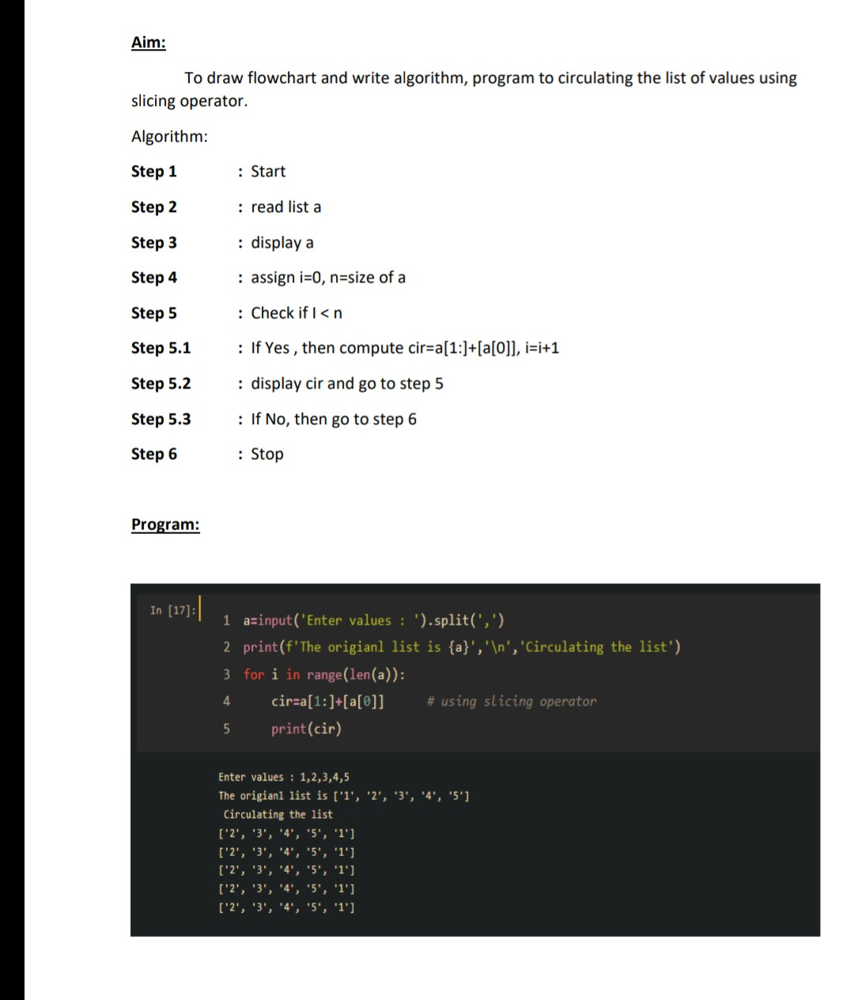 Aim:
To draw flowchart and write algorithm, program to circulating the list of values using
slicing operator.
Algorithm:
Step 1 : Start
Step 2 : read list a
Step 3 : display a
Step 4 : assign i=0, n=size of a
Step 5 : Check if I < n
Step 5.1 : If Yes , then compute cir=a[1:]+[a[0]], i=i+1
Step 5.2 : display cir and go to step 5
Step 5.3 : If No, then go to step 6
Step 6 : Stop
Program:
In [17]:
1 a=input('Enter values : ').split(',')
2 print(f'The origianl list is {a}','\n','Circulating the list')
3 for i in range(len(a)):
4 cir=a[1:]+[a[0]] # using slicing operator
5 print(cir)
Enter values : 1,2,3,4,5
The origianl list is ['1', '2', '3', '4', '5']
Circulating the list
['2', '3', '4', '5', '1']
['2', '3', '4', '5', '1']
['2', '3', '4', '5', '1']
['2', '3', '4', '5', '1']
['2', '3', '4', '5', '1']